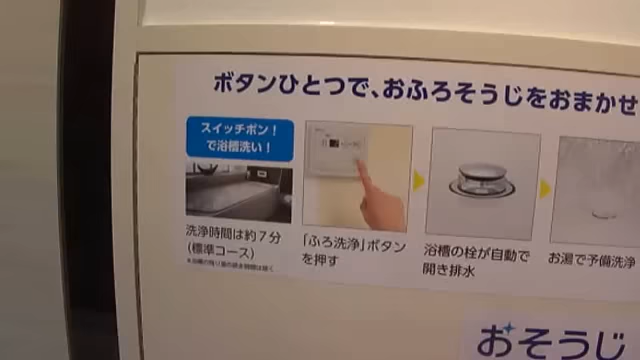 ボタンひとつで、おふろそうじをおまかせ
スイッチポン!
で浴槽洗い!
洗浄時間は約7分
(標準コース)
「ふろ洗浄」ボタン
を押す
浴槽の栓が自動で
開き排水
お湯で予備洗浄
おそうじ